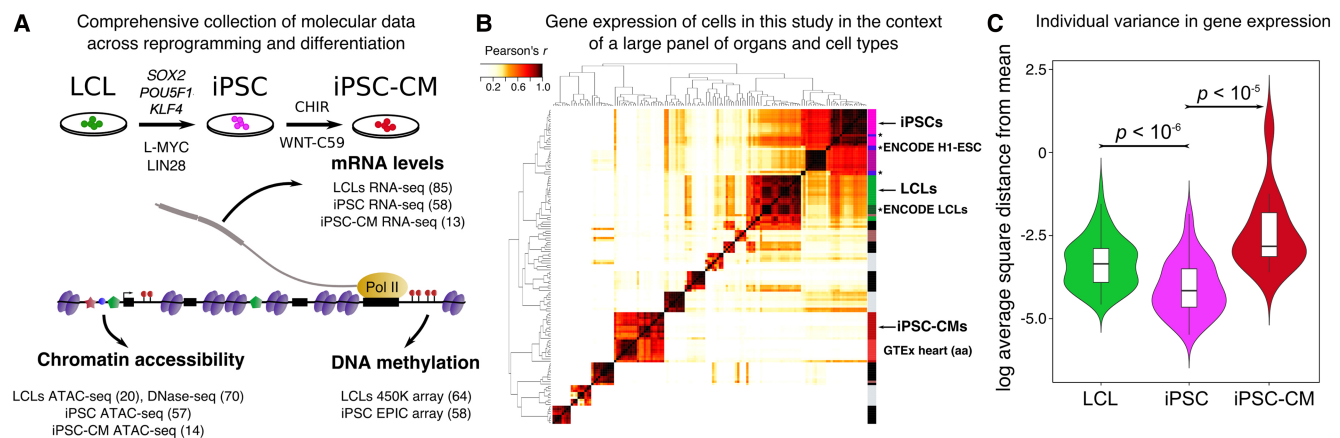 A
Comprehensive collection of molecular data
across reprogramming and differentiation
LCL
SOX2
POU5F1
KLF4
L-MYC
LIN28
iPSC
CHIR
WNT-C59
iPSC-CM
mRNA levels
LCLs RNA-seq (85)
iPSC RNA-seq (58)
iPSC-CM RNA-seq (13)
Pol II
Chromatin accessibility
LCLs ATAC-seq (20), DNase-seq (70)
iPSC ATAC-seq (57)
iPSC-CM ATAC-seq (14)
DNA methylation
LCLs 450K array (64)
iPSC EPIC array (58)
B
Gene expression of cells in this study in the context
of a large panel of organs and cell types
Pearson's r
0.2 0.6 1.0
iPSCs
*
*ENCODE H1-ESC
*
LCLs
*ENCODE LCLs
iPSC-CMs
GTEx heart (aa)
C
Individual variance in gene expression
log average square distance from mean
2.5
0
-2.5
-5.0
p < 10-6
p < 10-5
LCL
iPSC
iPSC-CM